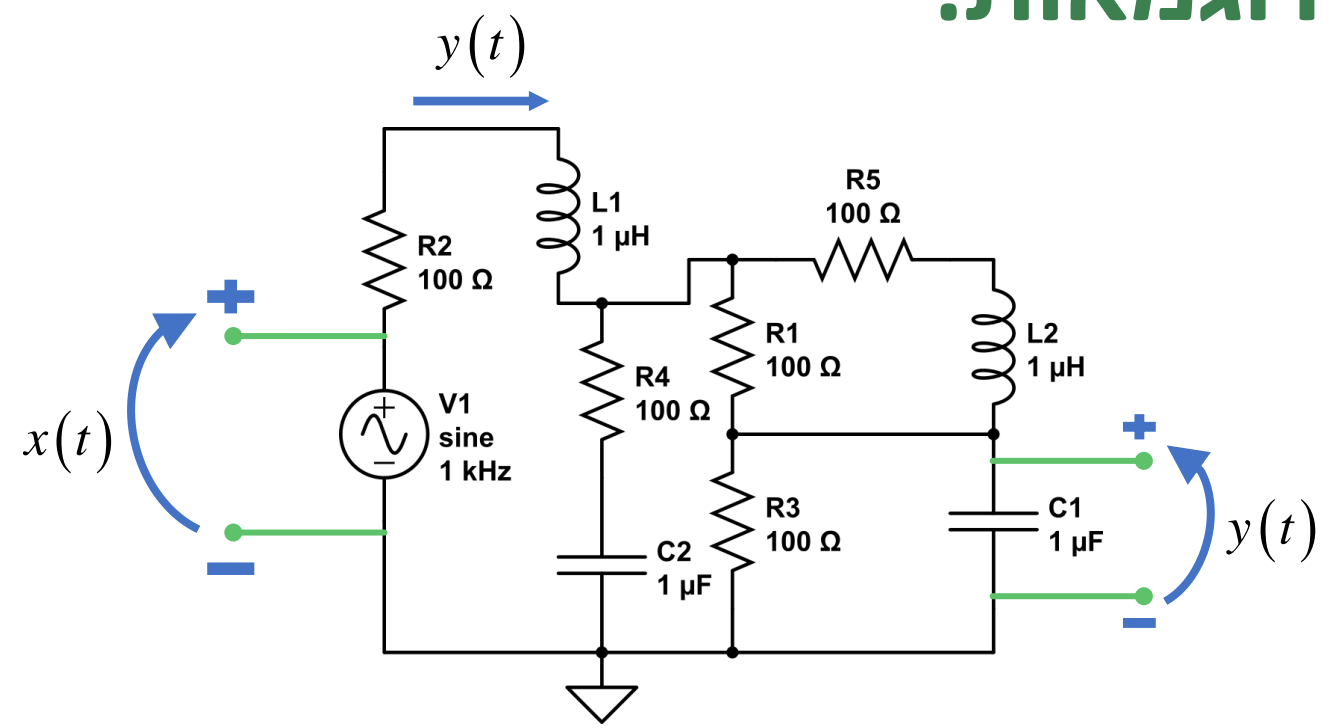 y(t)
R5
100 Ω
L1
1 μH
R2
100 Ω
R1
100 Ω
L2
1 μH
R4
100 Ω
V1
sine
1 kHz
x(t)
R3
100 Ω
C1
1 μF
y(t)
C2
1 μF